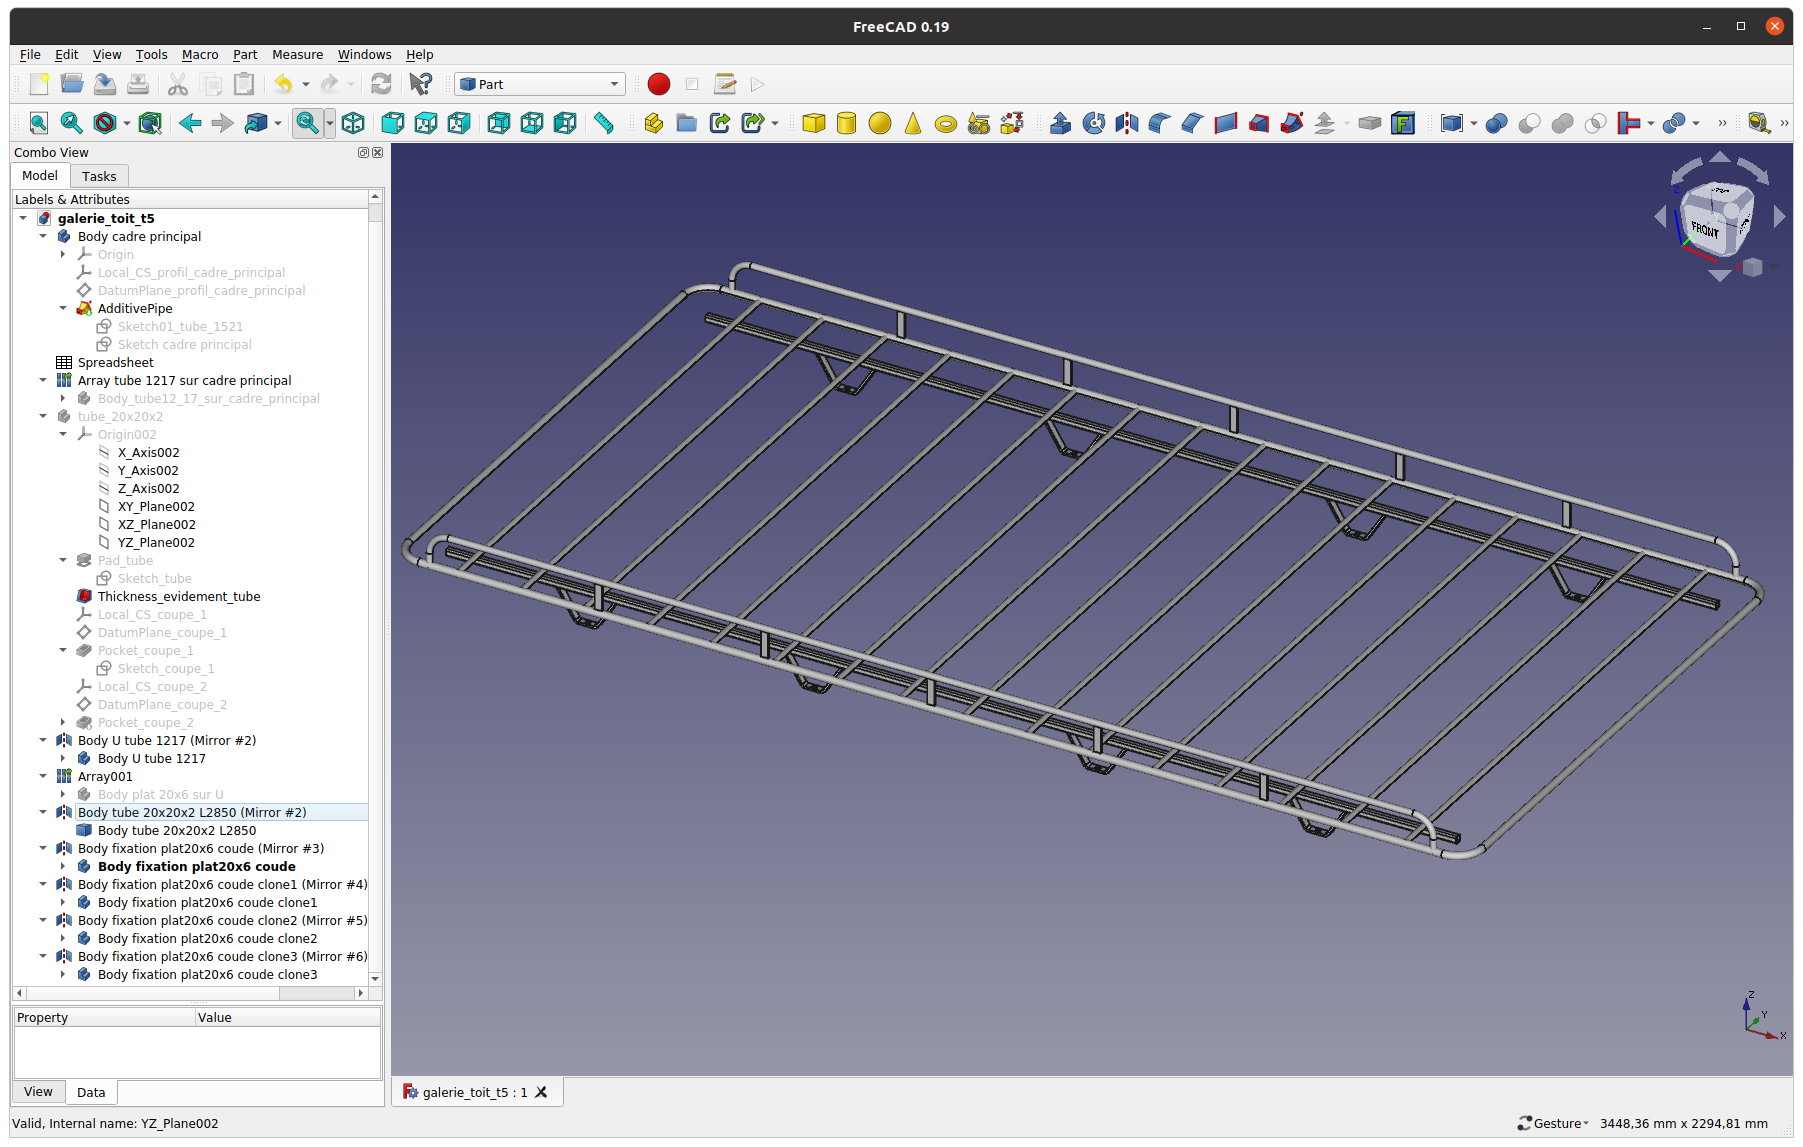 FreeCAD 0.19
File Edit View Tools Macro Part Measure Windows Help
Part
Combo View
Model Tasks
Labels & Attributes
galerie_toit_t5
Body cadre principal
Origin
Local_CS_profil_cadre_principal
DatumPlane_profil_cadre_principal
AdditivePipe
Sketch01_tube_1521
Sketch cadre principal
Spreadsheet
Array tube 1217 sur cadre principal
Body_tube12_17_sur_cadre_principal
tube_20x20x2
Origin002
X_Axis002
Y_Axis002
Z_Axis002
XY_Plane002
XZ_Plane002
YZ_Plane002
Pad_tube
Sketch_tube
Thickness_evidement_tube
Local_CS_coupe_1
DatumPlane_coupe_1
Pocket_coupe_1
Sketch_coupe_1
Local_CS_coupe_2
DatumPlane_coupe_2
Pocket_coupe_2
Body U tube 1217 (Mirror #2)
Body U tube 1217
Array001
Body plat 20x6 sur U
Body tube 20x20x2 L2850 (Mirror #2)
Body tube 20x20x2 L2850
Body fixation plat20x6 coude (Mirror #3)
Body fixation plat20x6 coude
Body fixation plat20x6 coude clone1 (Mirror #4)
Body fixation plat20x6 coude clone1
Body fixation plat20x6 coude clone2 (Mirror #5)
Body fixation plat20x6 coude clone2
Body fixation plat20x6 coude clone3 (Mirror #6)
Body fixation plat20x6 coude clone3
Property Value
View Data
Z
FRONT
X
Z
Y
X
galerie_toit_t5 : 1
Valid, Internal name: YZ_Plane002
Gesture 3448,36 mm x 2294,81 mm